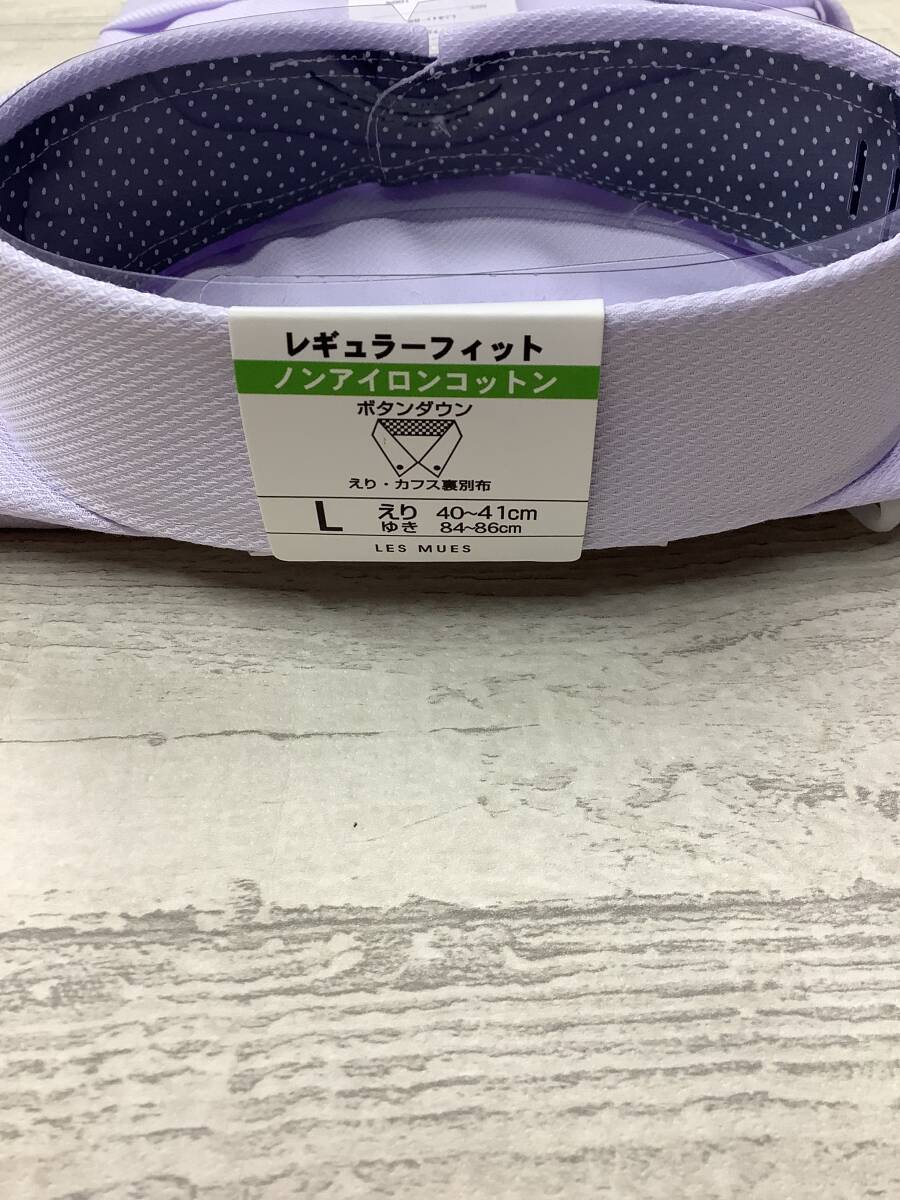 レギュラーフィット
ノンアイロンコットン
ボタンダウン
えり・カフス裏別布
L えり 40~41cm
ゆき 84~86cm
LES MUES